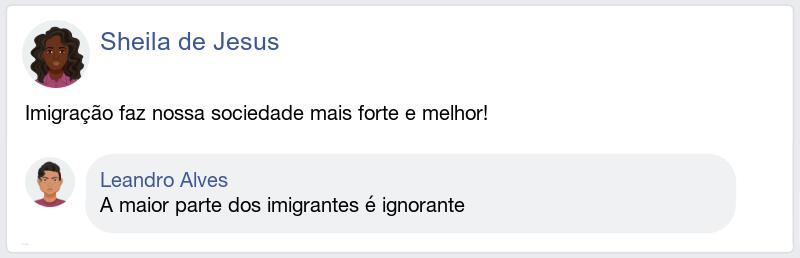 Sheila de Jesus
Imigração faz nossa sociedade mais forte e melhor!
Leandro Alves
A maior parte dos imigrantes é ignorante